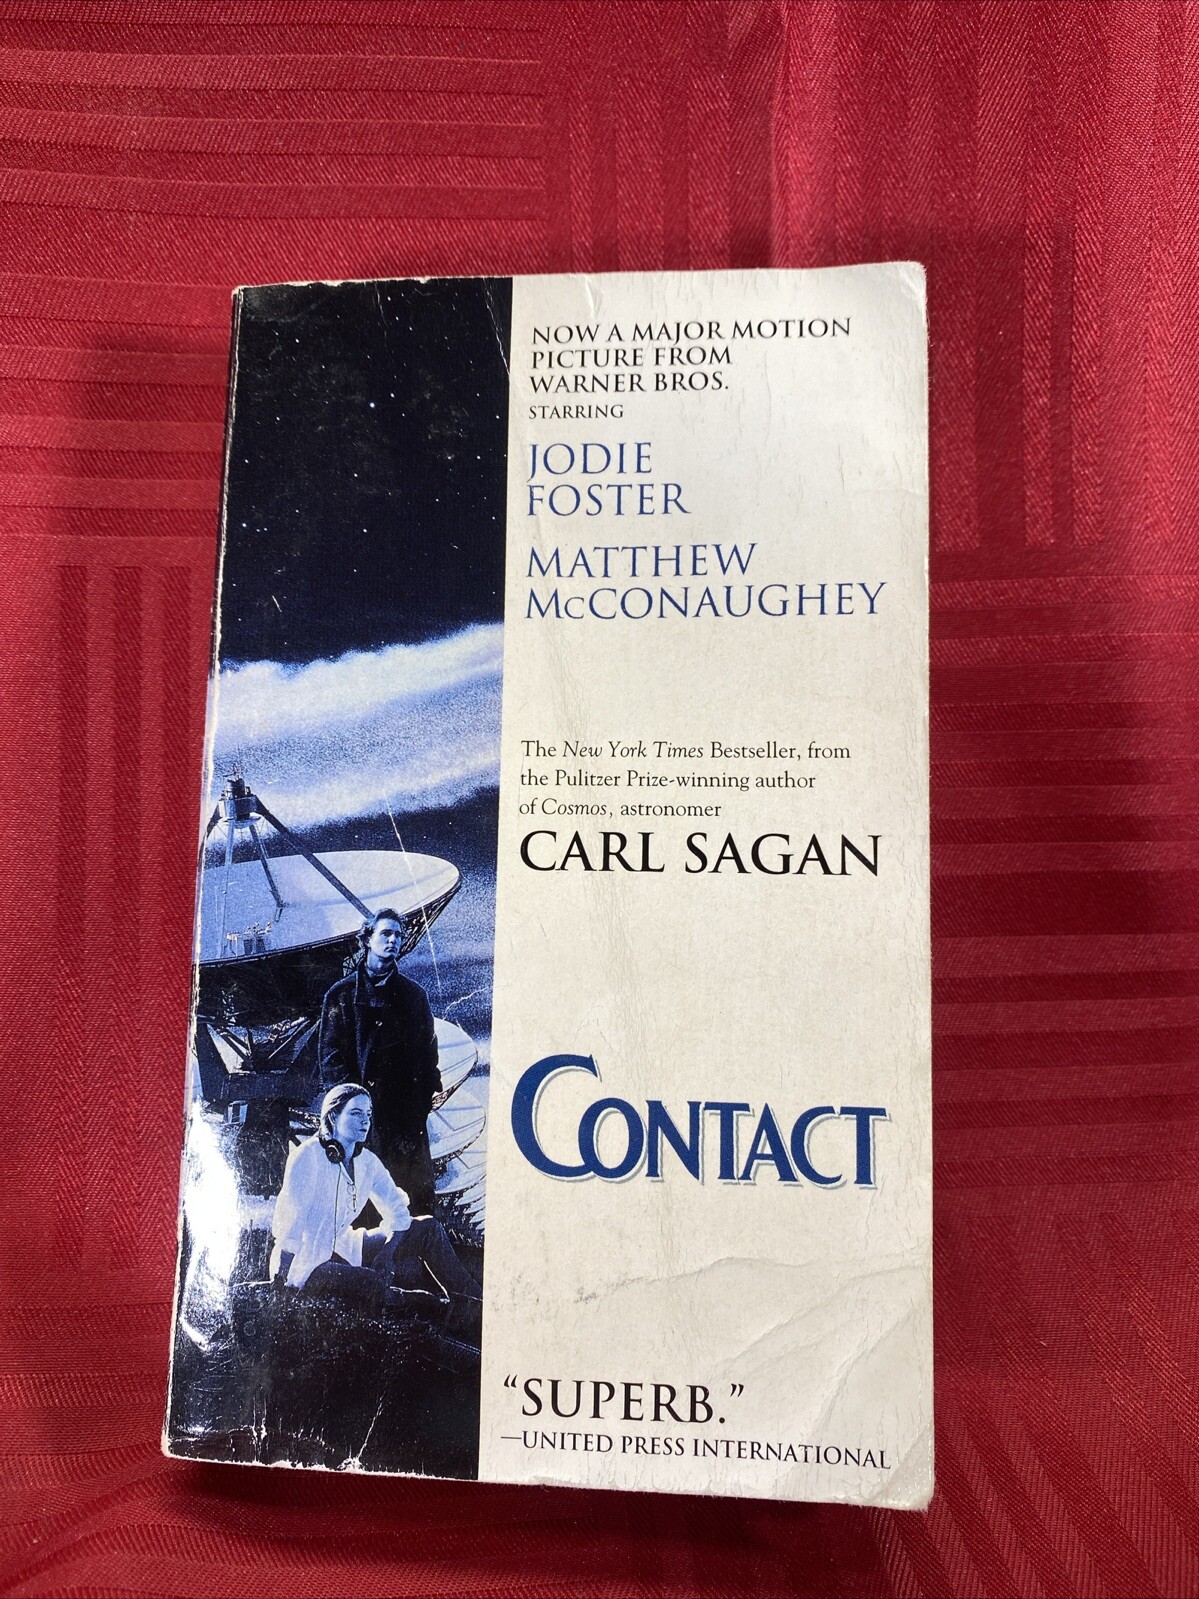 NOW A MAJOR MOTION
PICTURE FROM
WARNER BROS.
STARRING
JODIE
FOSTER
MATTHEW
McCONAUGHEY
The New York Times Bestseller, from
the Pulitzer Prize-winning author
of Cosmos, astronomer
CARL SAGAN
CONTACT
“SUPERB.”
—UNITED PRESS INTERNATIONAL